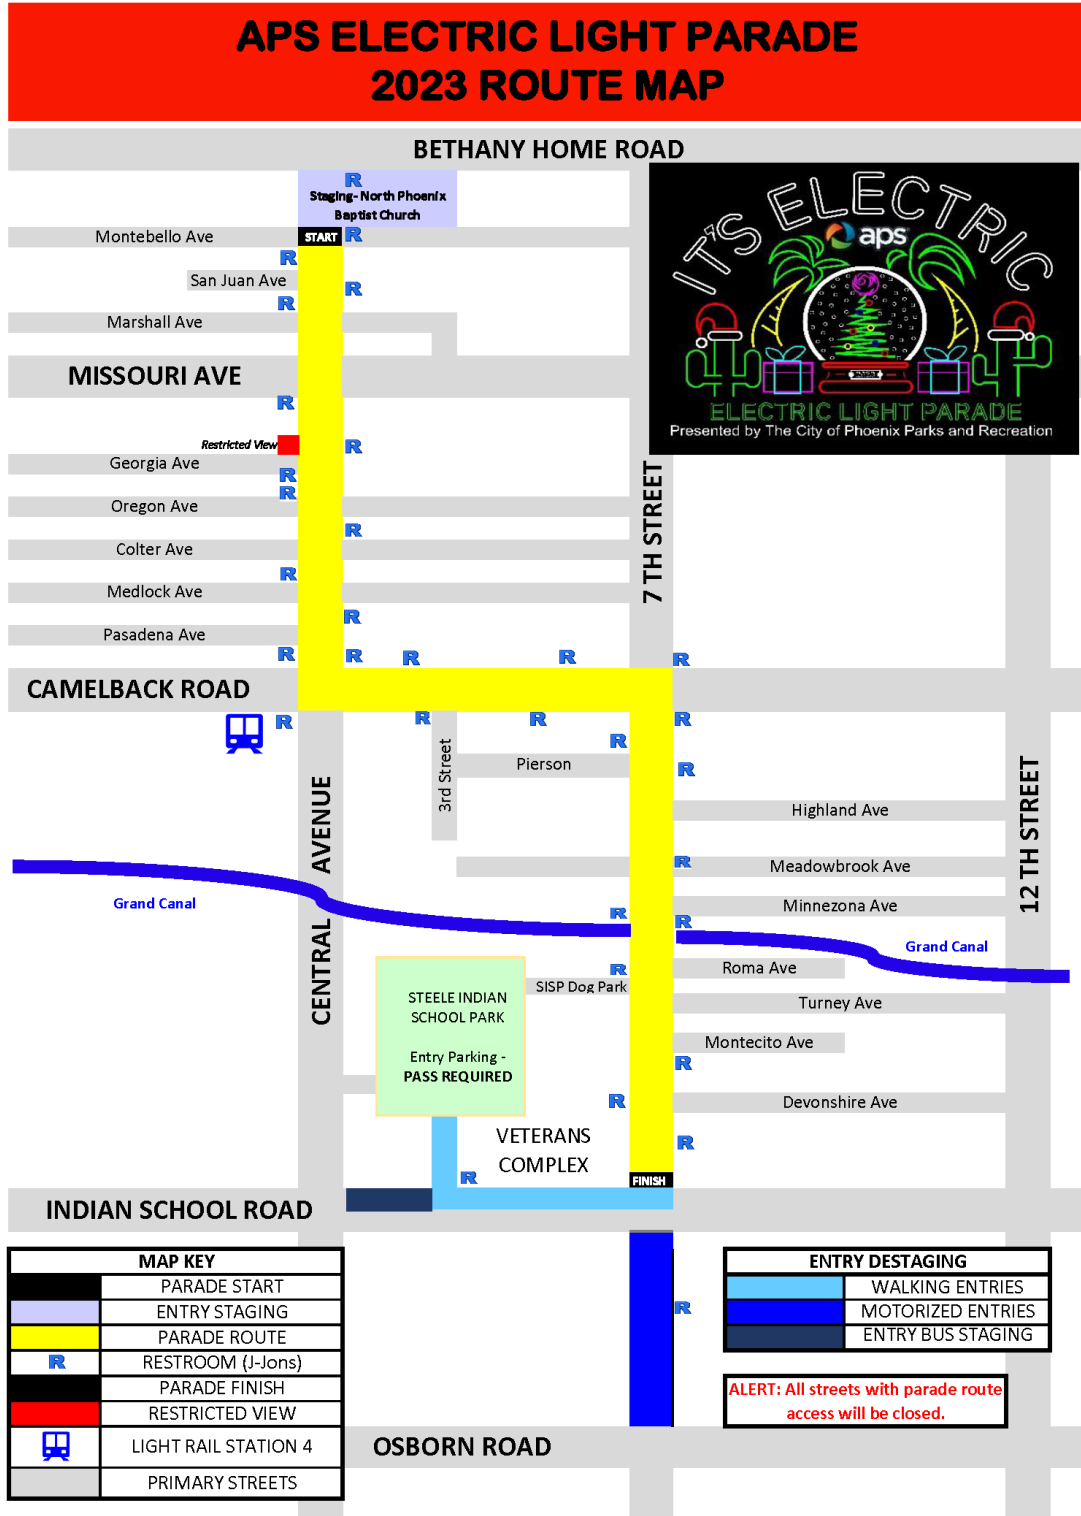 APS ELECTRIC LIGHT PARADE
2023 ROUTE MAP
BETHANY HOME ROAD
R
Staging- North Phoenix
Baptist Church
Montebello Ave
START
R
IT'S ELECTRIC
aps
ELECTRIC LIGHT PARADE
Presented by The City of Phoenix Parks and Recreation
R
San Juan Ave
R
R
Marshall Ave
MISSOURI AVE
R
Restricted View
R
Georgia Ave
R
R
Oregon Ave
R
Colter Ave
R
Medlock Ave
R
Pasadena Ave
R
R
R
R
R
7 TH STREET
CAMELBACK ROAD
R
R
R
R
R
3rd Street
Pierson
R
Highland Ave
CENTRAL AVENUE
12 TH STREET
R
Meadowbrook Ave
Grand Canal
Minnezona Ave
R
R
Grand Canal
R
Roma Ave
SISP Dog Park
STEELE INDIAN
SCHOOL PARK
Entry Parking -
PASS REQUIRED
Turney Ave
Montecito Ave
R
R
Devonshire Ave
VETERANS
COMPLEX
R
R
FINISH
INDIAN SCHOOL ROAD
MAP KEY
PARADE START
ENTRY STAGING
PARADE ROUTE
R RESTROOM (J-Jons)
PARADE FINISH
RESTRICTED VIEW
LIGHT RAIL STATION 4
PRIMARY STREETS
R
ENTRY DESTAGING
WALKING ENTRIES
MOTORIZED ENTRIES
ENTRY BUS STAGING
ALERT: All streets with parade route
access will be closed.
OSBORN ROAD